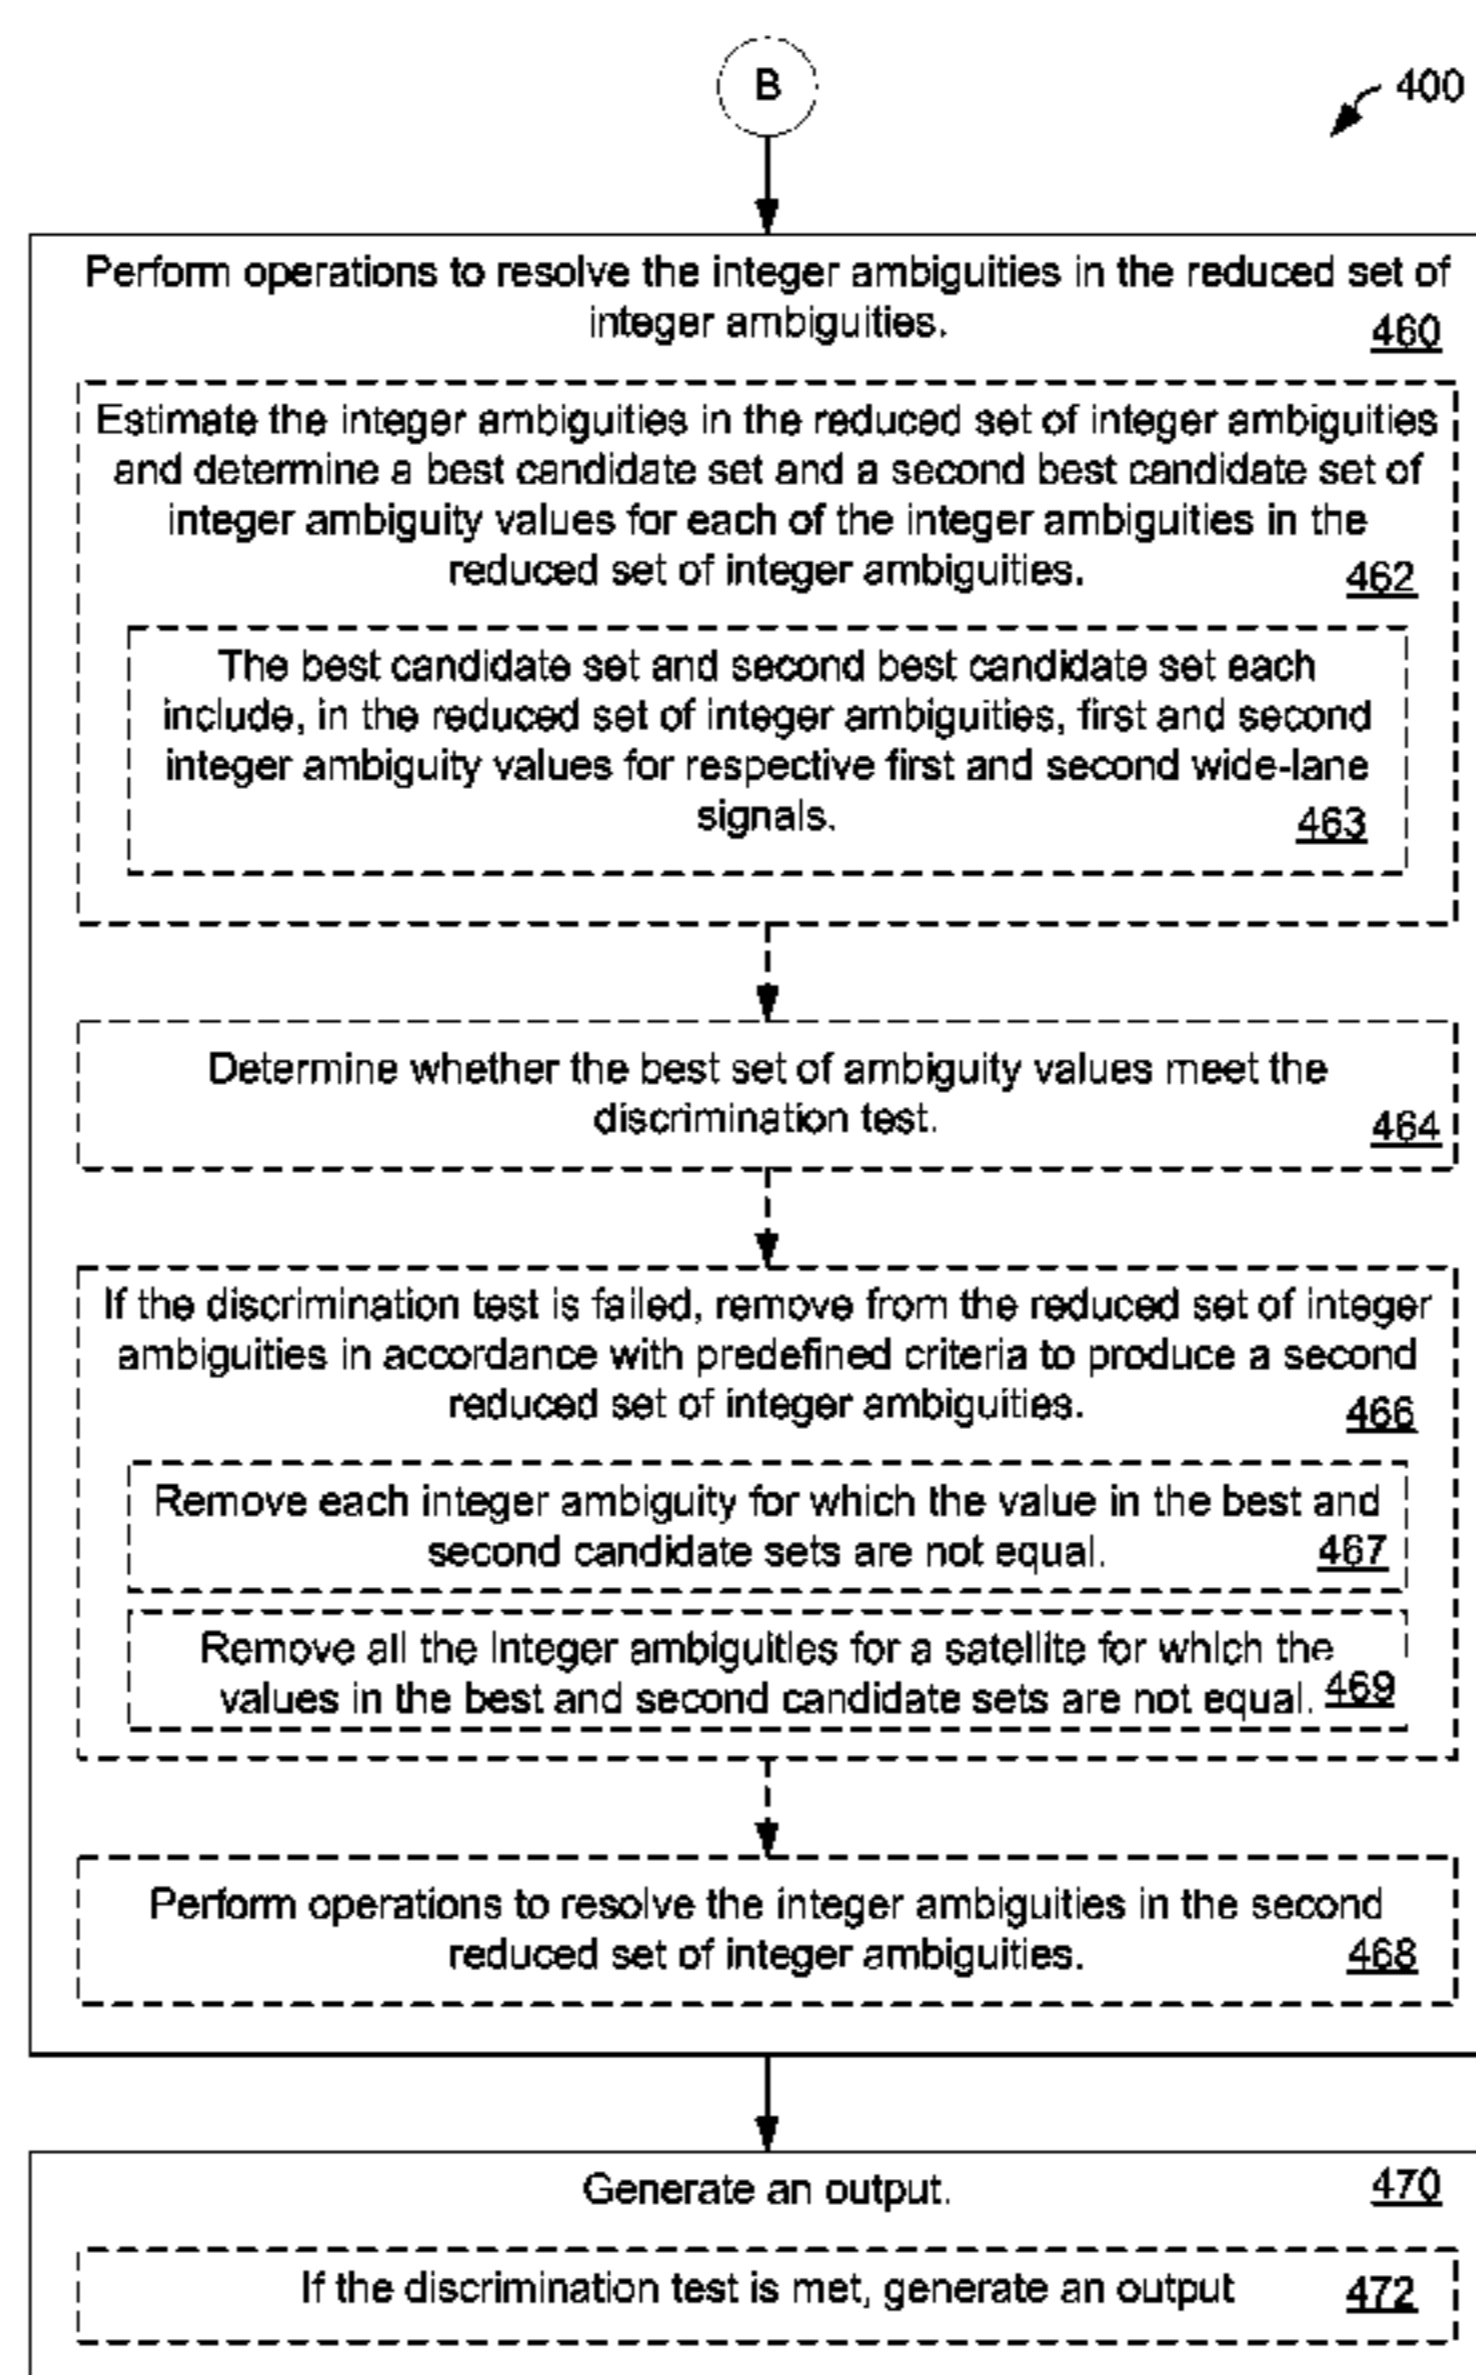 B
400
Perform operations to resolve the integer ambiguities in the reduced set of
integer ambiguities.
460
Estimate the integer ambiguities in the reduced set of integer ambiguities
and determine a best candidate set and a second best candidate set of
integer ambiguity values for each of the integer ambiguities in the
reduced set of integer ambiguities.
462
The best candidate set and second best candidate set each
include, in the reduced set of integer ambiguities, first and second
integer ambiguity values for respective first and second wide-lane
signals.
463
Determine whether the best set of ambiguity values meet the
discrimination test.
464
If the discrimination test is failed, remove from the reduced set of integer
ambiguities in accordance with predefined criteria to produce a second
reduced set of integer ambiguities.
466
Remove each integer ambiguity for which the value in the best and
second candidate sets are not equal.
467
Remove all the Integer ambiguities for a satellite for which the
values in the best and second candidate sets are not equal.
469
Perform operations to resolve the integer ambiguities in the second
reduced set of integer ambiguities.
468
Generate an output.
470
If the discrimination test is met, generate an output
472